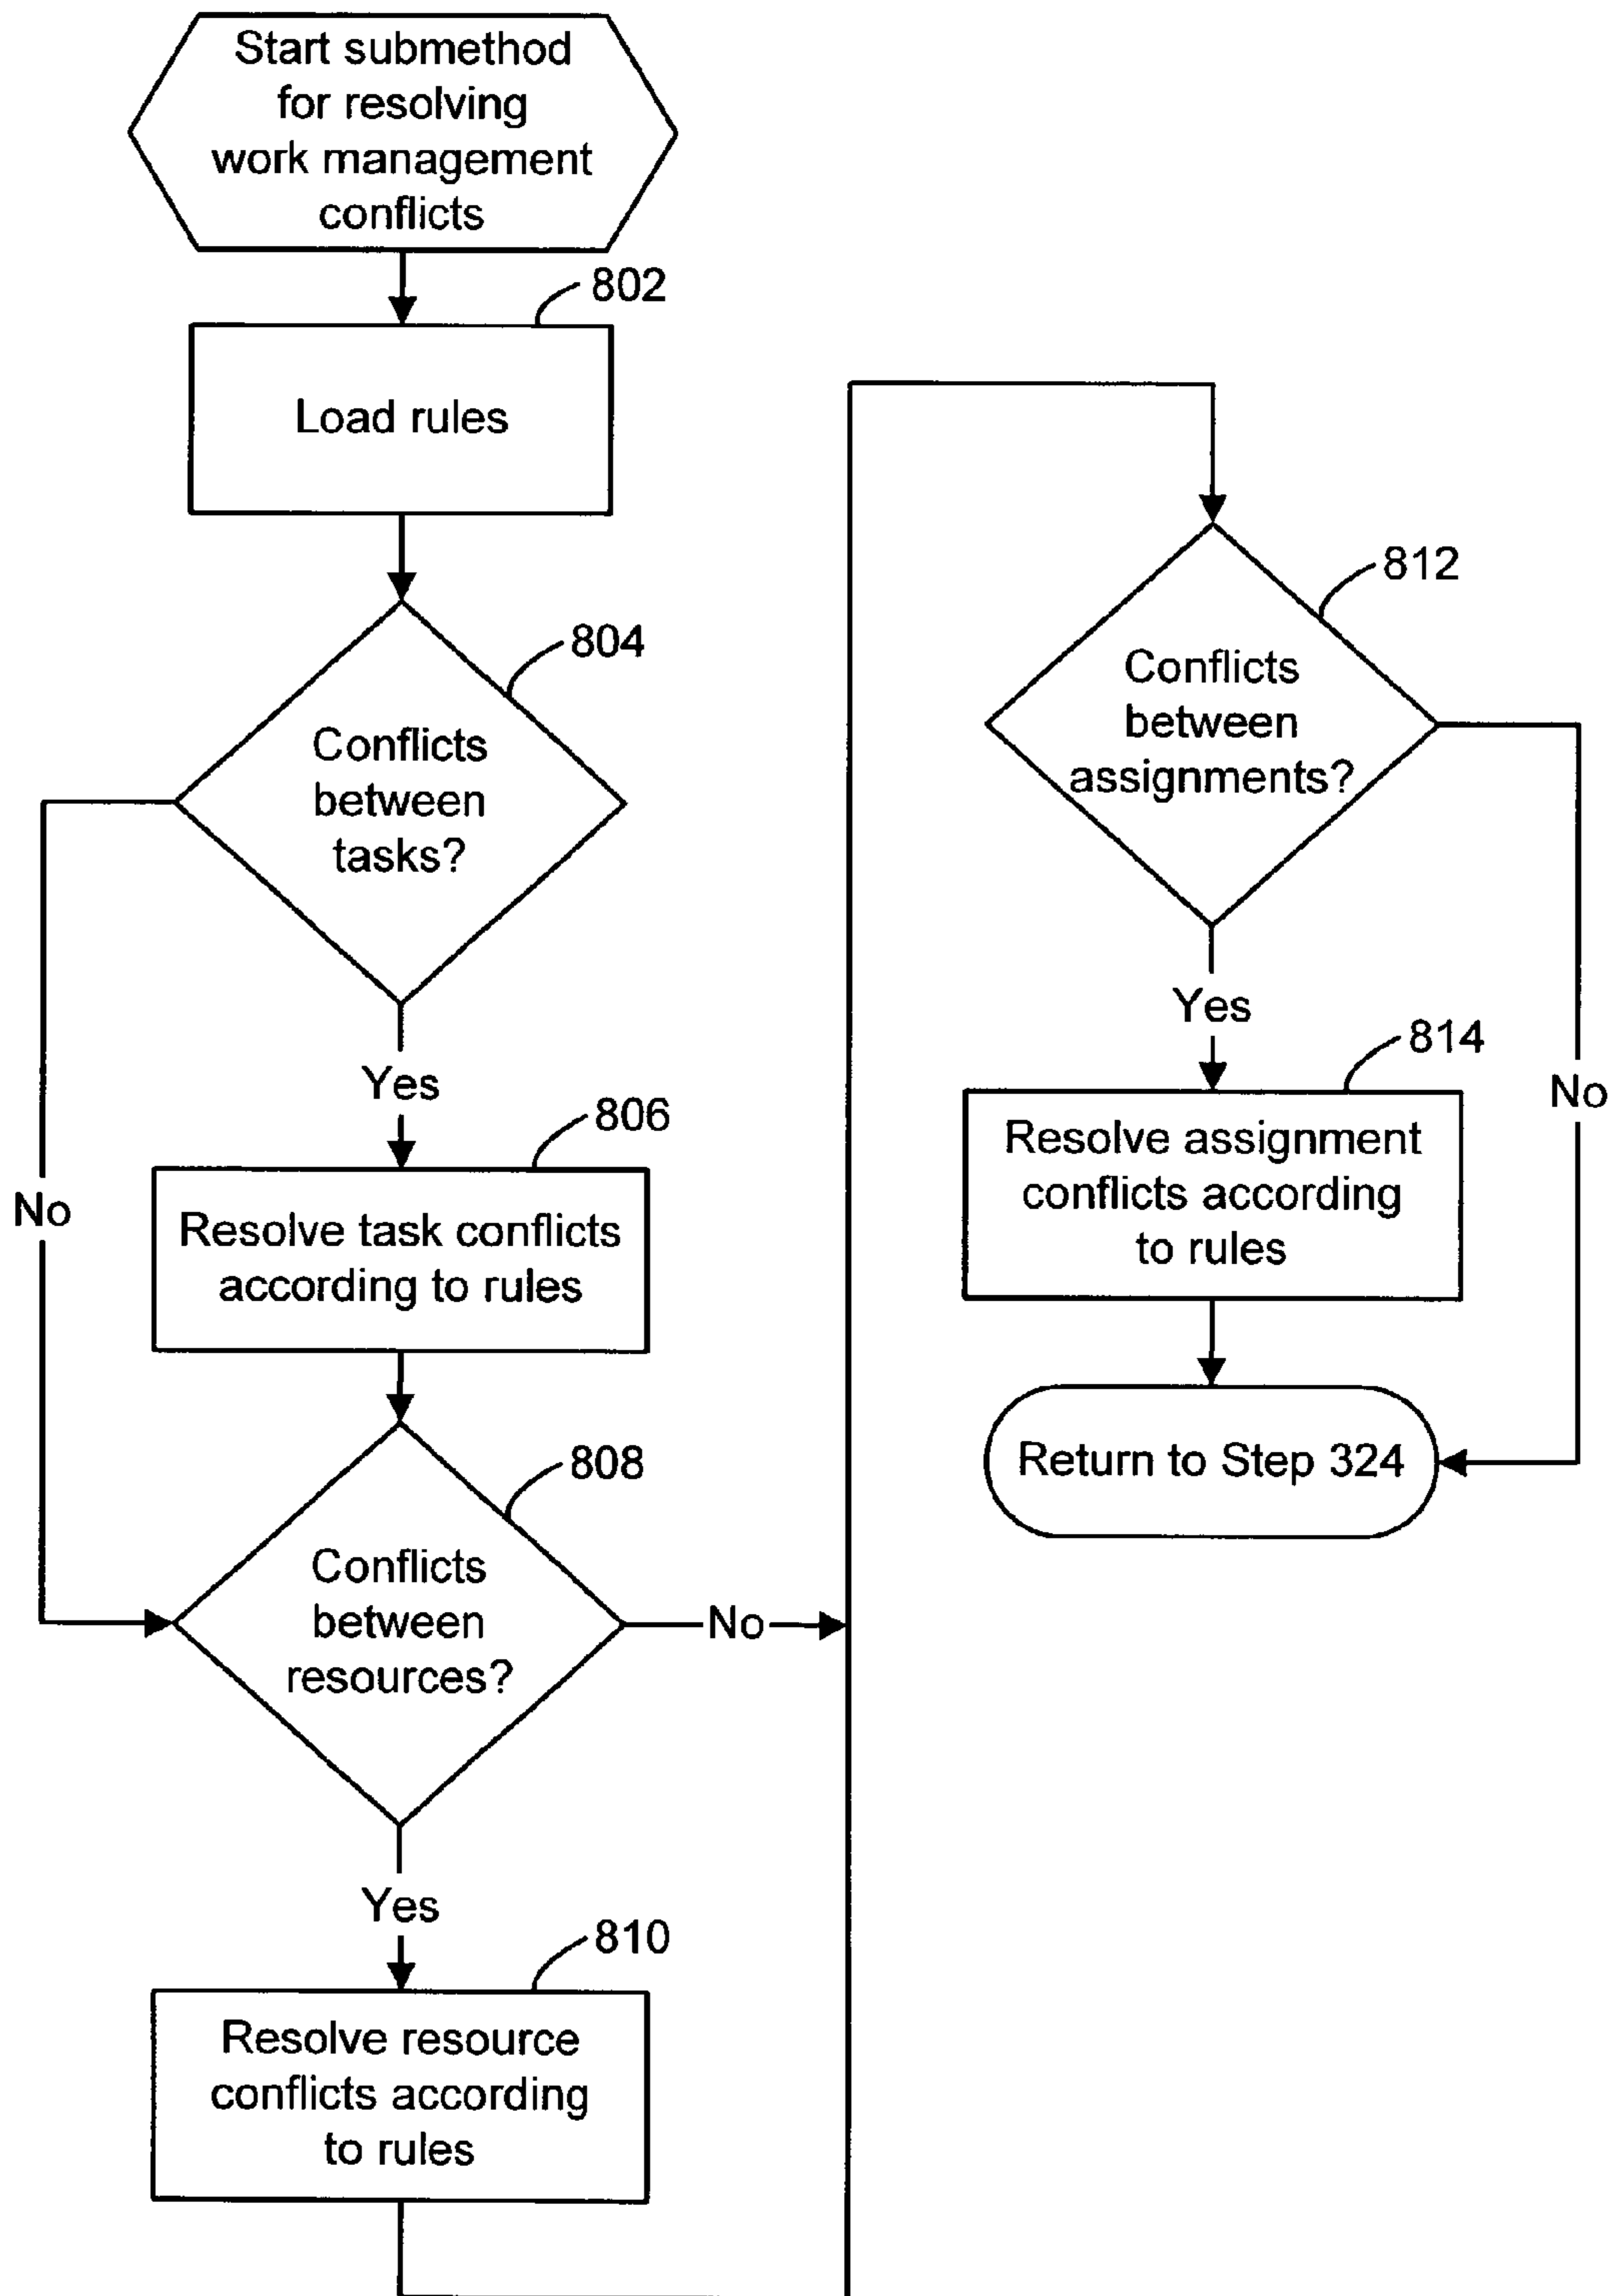 Start submethod
for resolving
work management
conflicts
802
Load rules
804
Conflicts
between
tasks?
Yes
No
806
Resolve task conflicts
according to rules
808
Conflicts
between
resources?
No
Yes
810
Resolve resource
conflicts according
to rules
812
Conflicts
between
assignments?
Yes
No
814
Resolve assignment
conflicts according
to rules
Return to Step 324